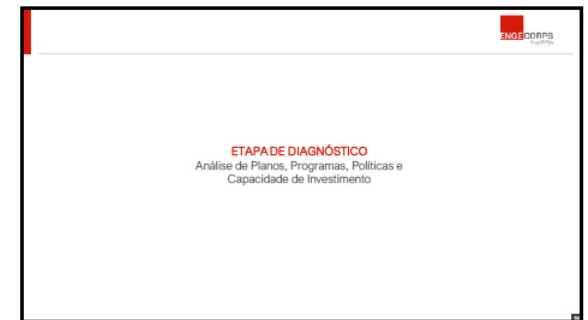 ENGECORPS
ETAPA DE DIAGNÓSTICO
Análise de Planos, Programas, Políticas e
Capacidade de Investimento